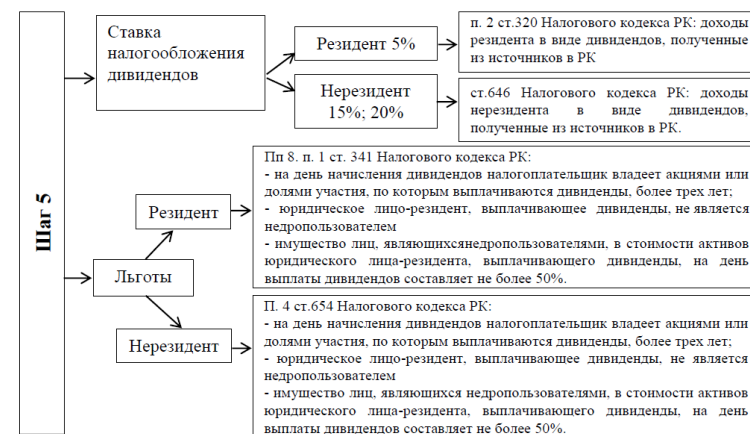 Шаг 5
Ставка
налогообложения
дивидендов
Резидент 5%
п. 2 ст.320 Налогового кодекса РК: доходы
резидента в виде дивидендов, полученные
из источников в РК
Нерезидент
15%; 20%
ст.646 Налогового кодекса РК: доходы
нерезидента в виде дивидендов,
полученные из источников в РК.
Льготы
Резидент
Пп 8. п. 1 ст. 341 Налогового кодекса РК:
- на день начисления дивидендов налогоплательщик владеет акциями или
долями участия, по которым выплачиваются дивиденды, более трех лет;
- юридическое лицо-резидент, выплачивающее дивиденды, не является
недропользователем
- имущество лиц, являющихсянедропользователями, в стоимости активов
юридического лица-резидента, выплачивающего дивиденды, на день
выплаты дивидендов составляет не более 50%.
Нерезидент
П. 4 ст.654 Налогового кодекса РК:
- на день начисления дивидендов налогоплательщик владеет акциями или
долями участия, по которым выплачиваются дивиденды, более трех лет;
- юридическое лицо-резидент, выплачивающее дивиденды, не является
недропользователем
- имущество лиц, являющихся недропользователями, в стоимости активов
юридического лица-резидента, выплачивающего дивиденды, на день
выплаты дивидендов составляет не более 50%.